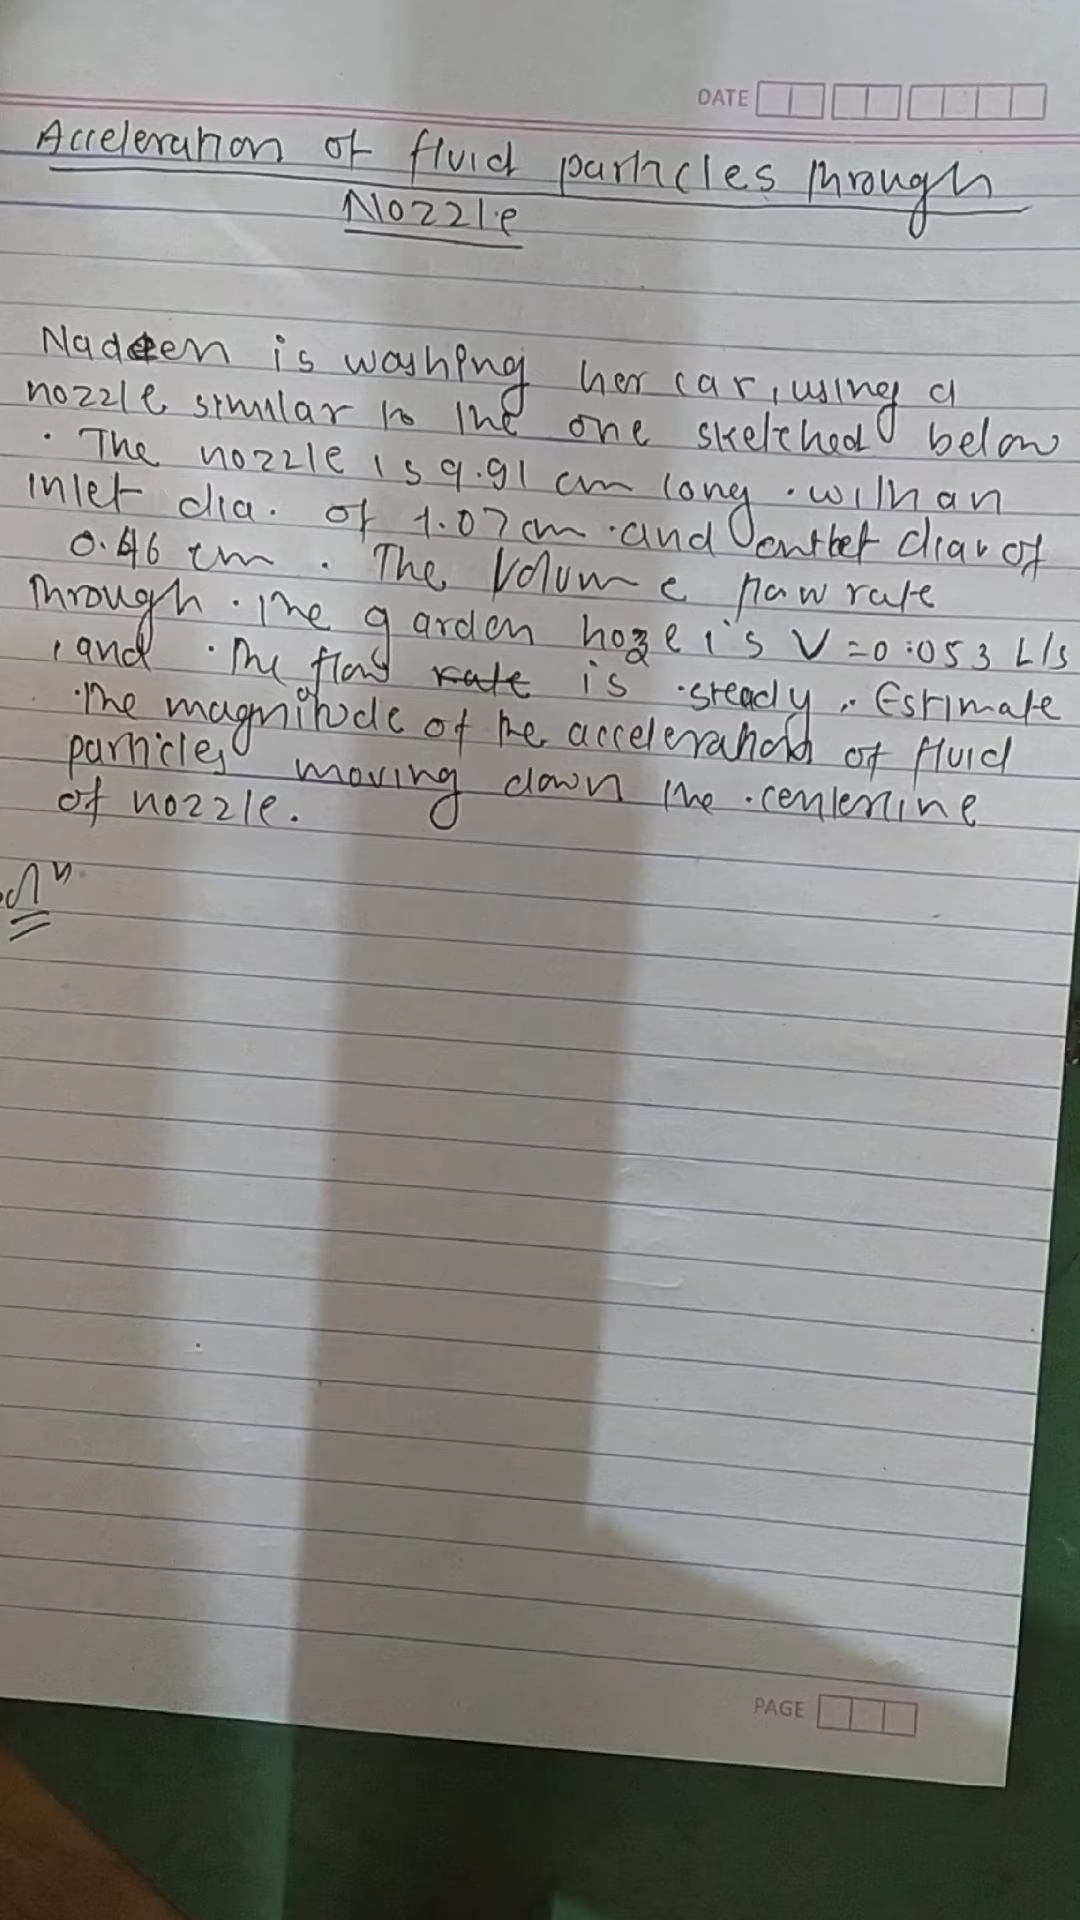 DATE
Acceleration of fluid particles through
Nozzle
Nadeen is washing her car, using a
nozzle similar to the one sketched below
. The nozzle is 9.91 cm long . with an
inlet dia. of 1.07 cm . and outlet diar of
0.46 cm . The Volume flow rate
through . the garden hoze is V = 0.053 L/s
, and . the flow rate is steady . Estimate
the magnitude of the acceleration of fluid
particles moving down the centerline
of nozzle.
PAGE